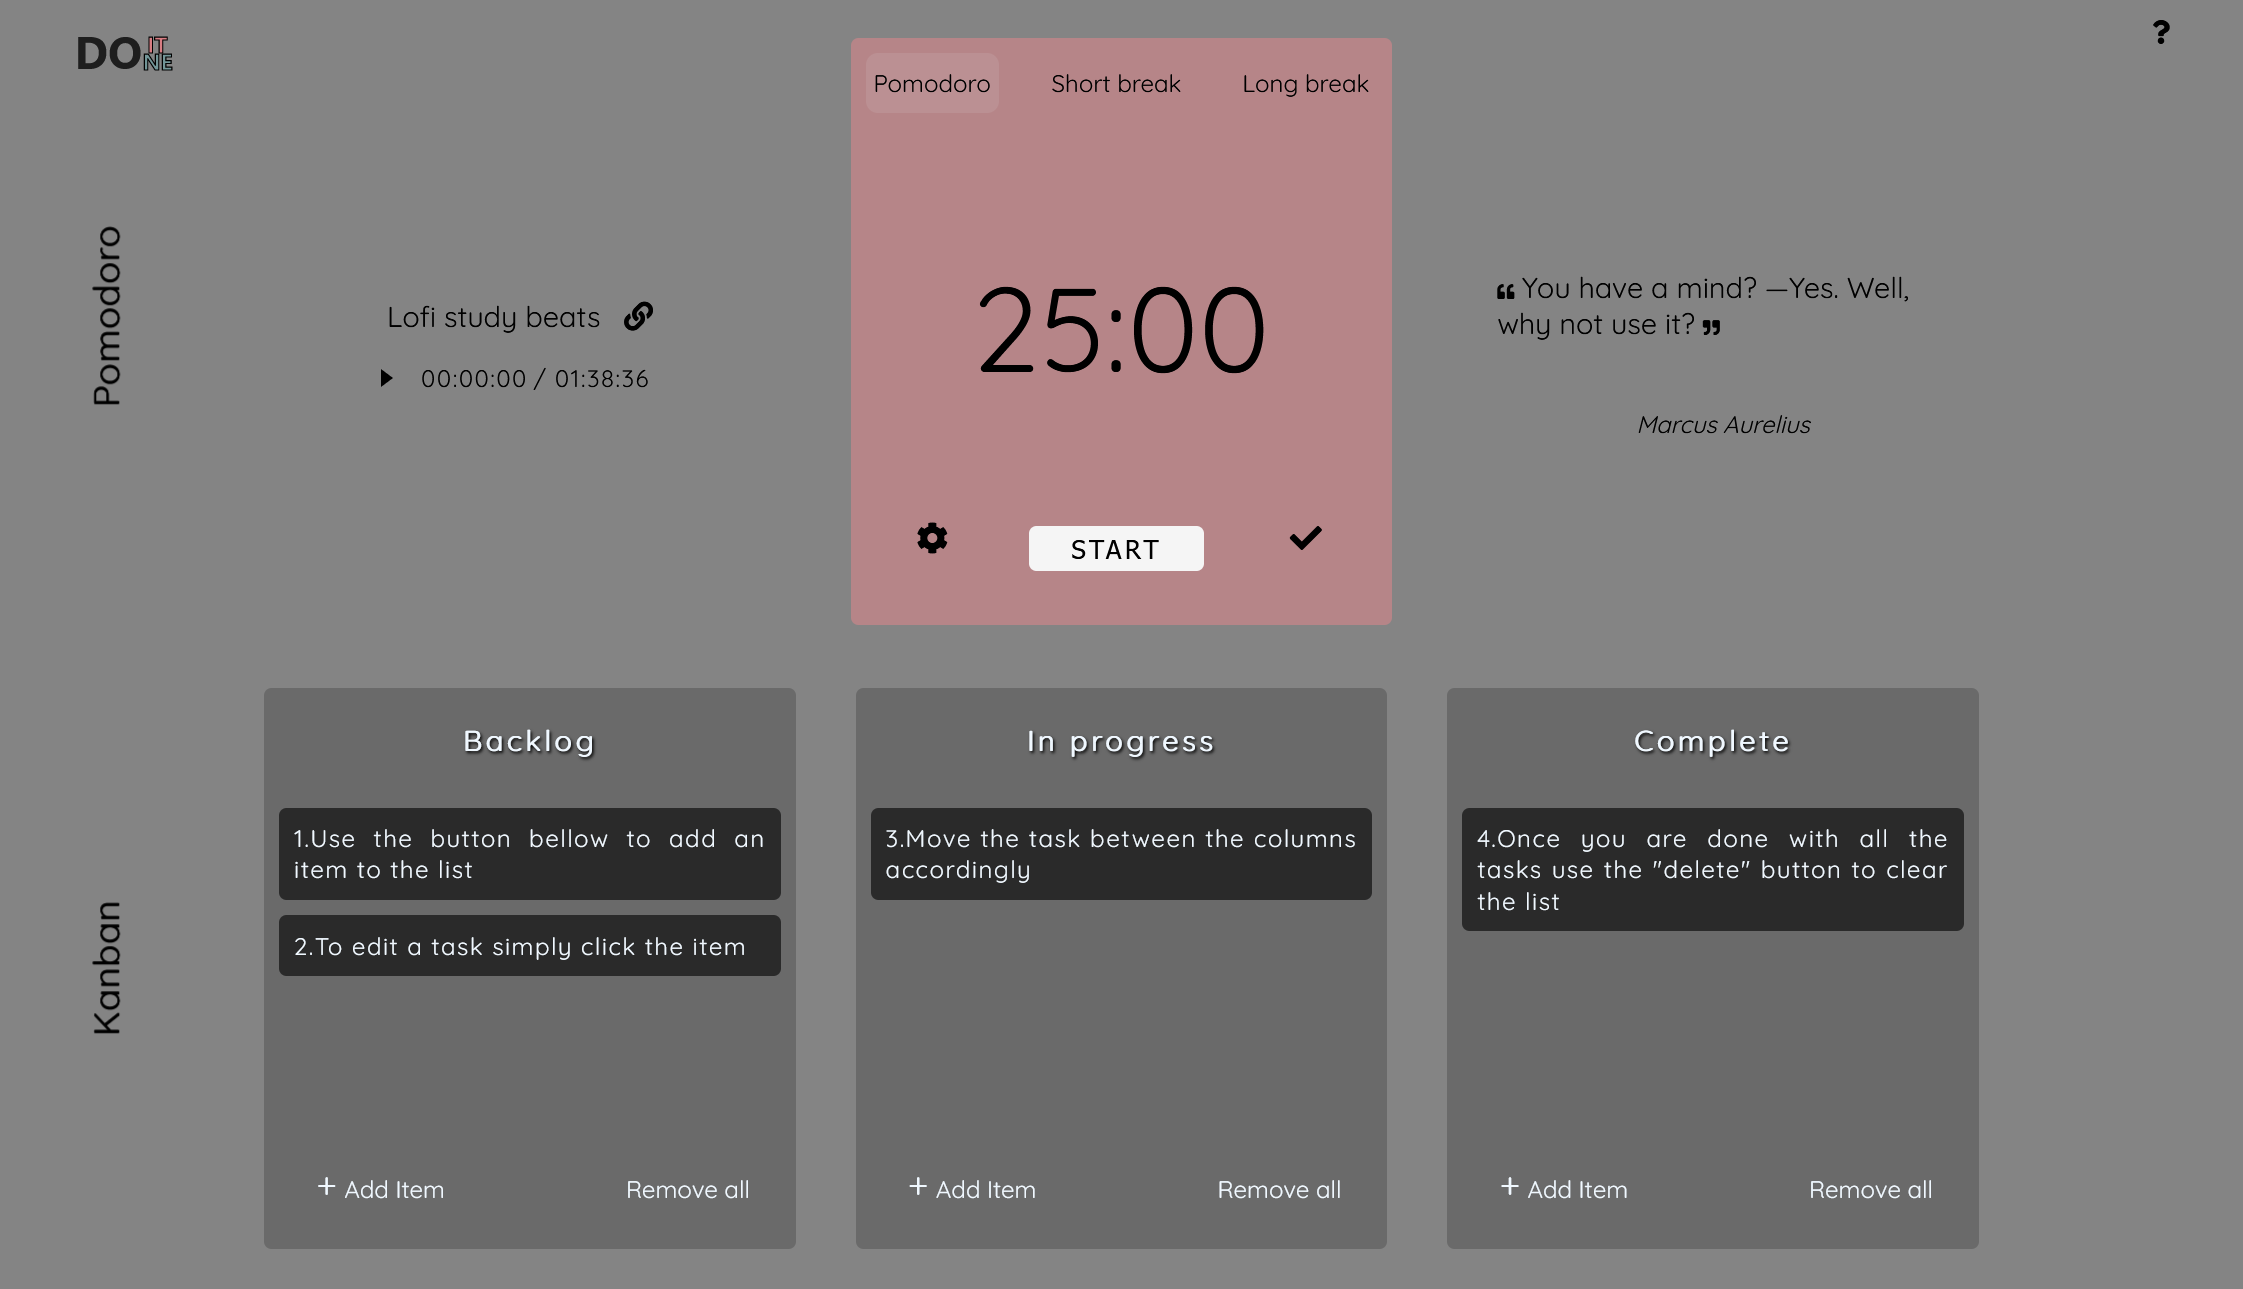 DO IT NE
?
Pomodoro
Lofi study beats
00:00:00 / 01:38:36
Pomodoro Short break Long break
25:00
START
❝ You have a mind? —Yes. Well,
why not use it? ❞
Marcus Aurelius
Kanban
Backlog
1.Use the button bellow to add an
item to the list
2.To edit a task simply click the item
+ Add Item Remove all
In progress
3.Move the task between the columns
accordingly
+ Add Item Remove all
Complete
4.Once you are done with all the
tasks use the "delete" button to clear
the list
+ Add Item Remove all